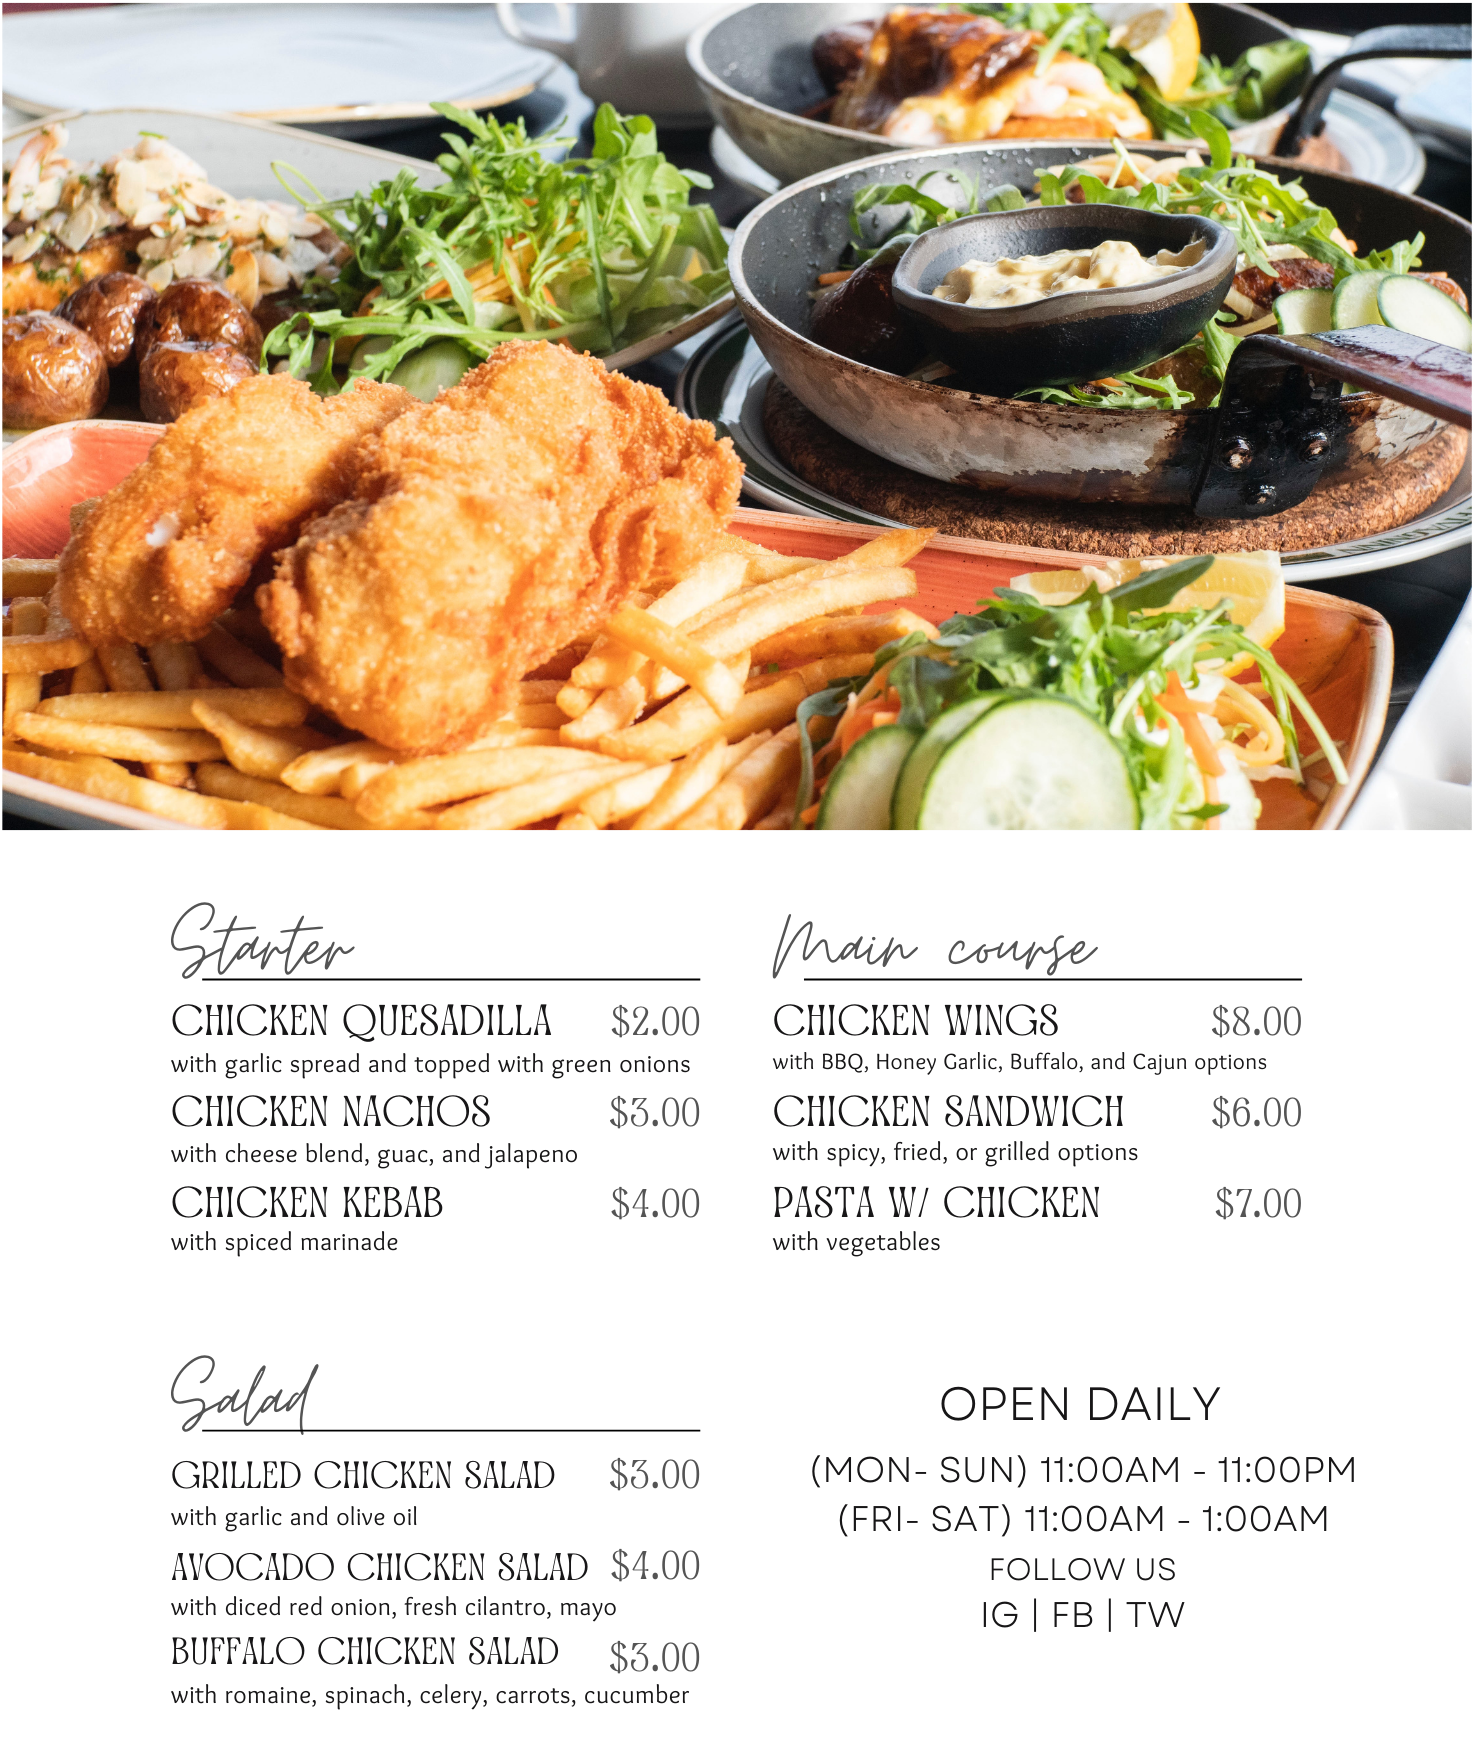 Starter
CHICKEN QUESADILLA $2.00
with garlic spread and topped with green onions
CHICKEN NACHOS $3.00
with cheese blend, guac, and jalapeno
CHICKEN KEBAB $4.00
with spiced marinade
Main course
CHICKEN WINGS $8.00
with BBQ, Honey Garlic, Buffalo, and Cajun options
CHICKEN SANDWICH $6.00
with spicy, fried, or grilled options
PASTA W/ CHICKEN $7.00
with vegetables
Salad
GRILLED CHICKEN SALAD $3.00
with garlic and olive oil
AVOCADO CHICKEN SALAD $4.00
with diced red onion, fresh cilantro, mayo
BUFFALO CHICKEN SALAD $3.00
with romaine, spinach, celery, carrots, cucumber
OPEN DAILY
(MON- SUN) 11:00AM - 11:00PM
(FRI- SAT) 11:00AM - 1:00AM
FOLLOW US
IG | FB | TW